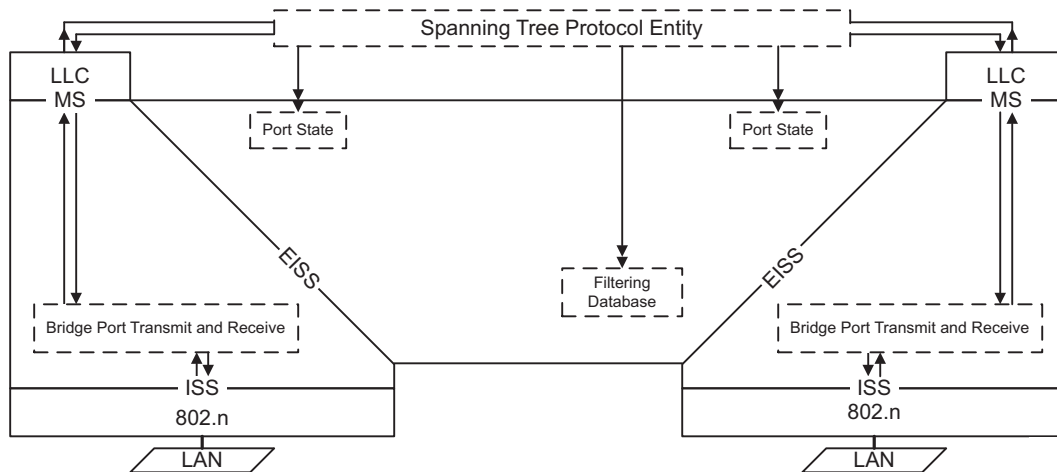 Spanning Tree Protocol Entity
LLC
MS
LLC
MS
Port State
Port State
EISS
EISS
Filtering
Database
Bridge Port Transmit and Receive
Bridge Port Transmit and Receive
ISS
ISS
802.n
802.n
LAN
LAN